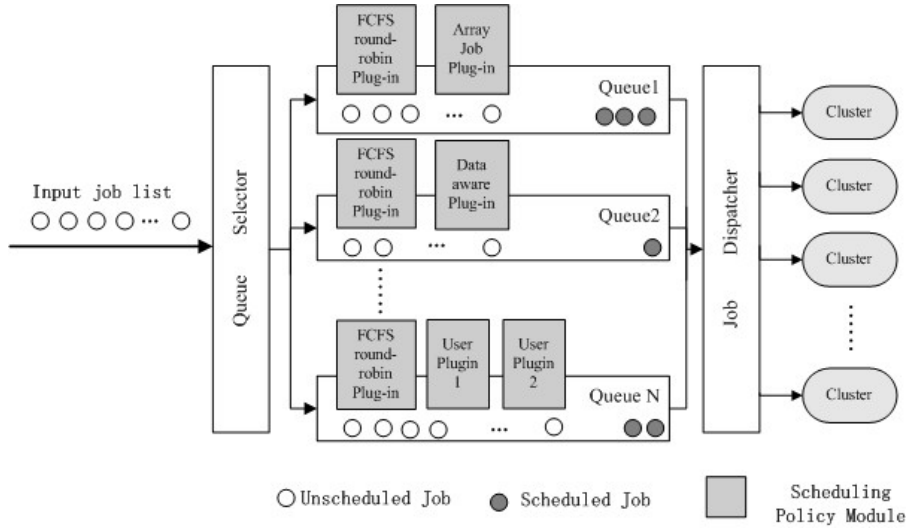 FCFS
round-
robin
Plug-in
Array
Job
Plug-in
Queue1
...
Input job list
...
Queue Selector
FCFS
round-
robin
Plug-in
Data
aware
Plug-in
Queue2
...
FCFS
round-
robin
Plug-in
User
Plugin
1
User
Plugin
2
Queue N
...
Job Dispatcher
Cluster
Cluster
Cluster
Cluster
Unscheduled Job
Scheduled Job
Scheduling
Policy Module